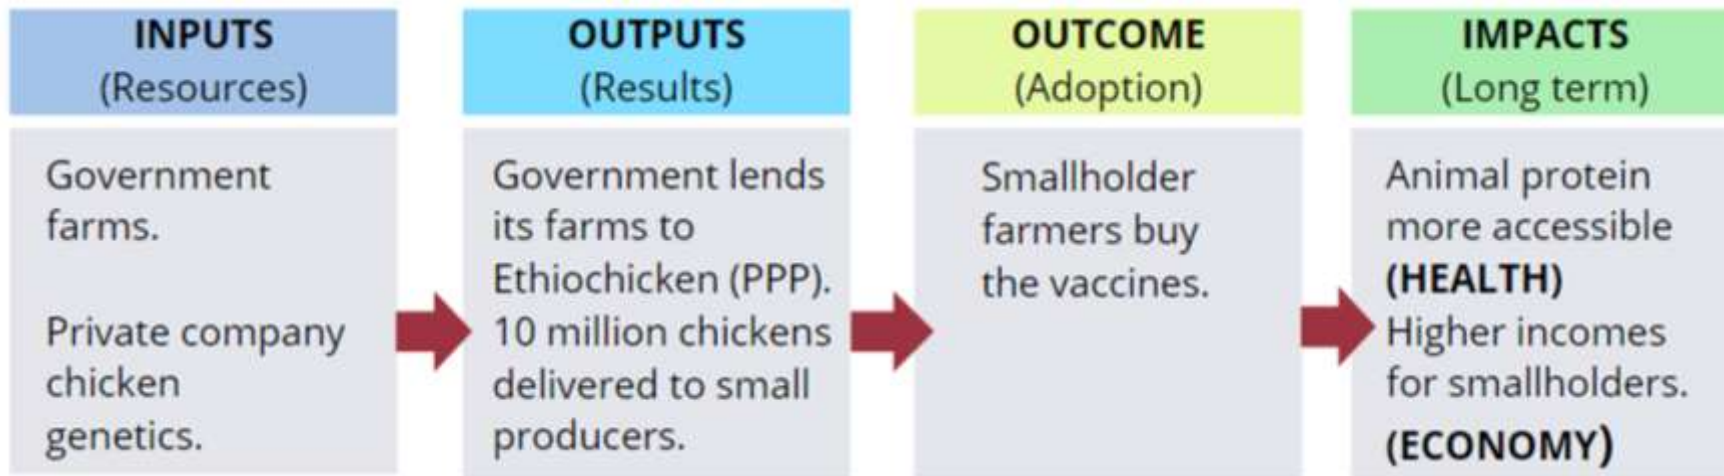 INPUTS
(Resources)
Government
farms.
Private company
chicken
genetics.
OUTPUTS
(Results)
Government lends
its farms to
Ethiochicken (PPP).
10 million chickens
delivered to small
producers.
OUTCOME
(Adoption)
Smallholder
farmers buy
the vaccines.
IMPACTS
(Long term)
Animal protein
more accessible
(HEALTH)
Higher incomes
for smallholders.
(ECONOMY)